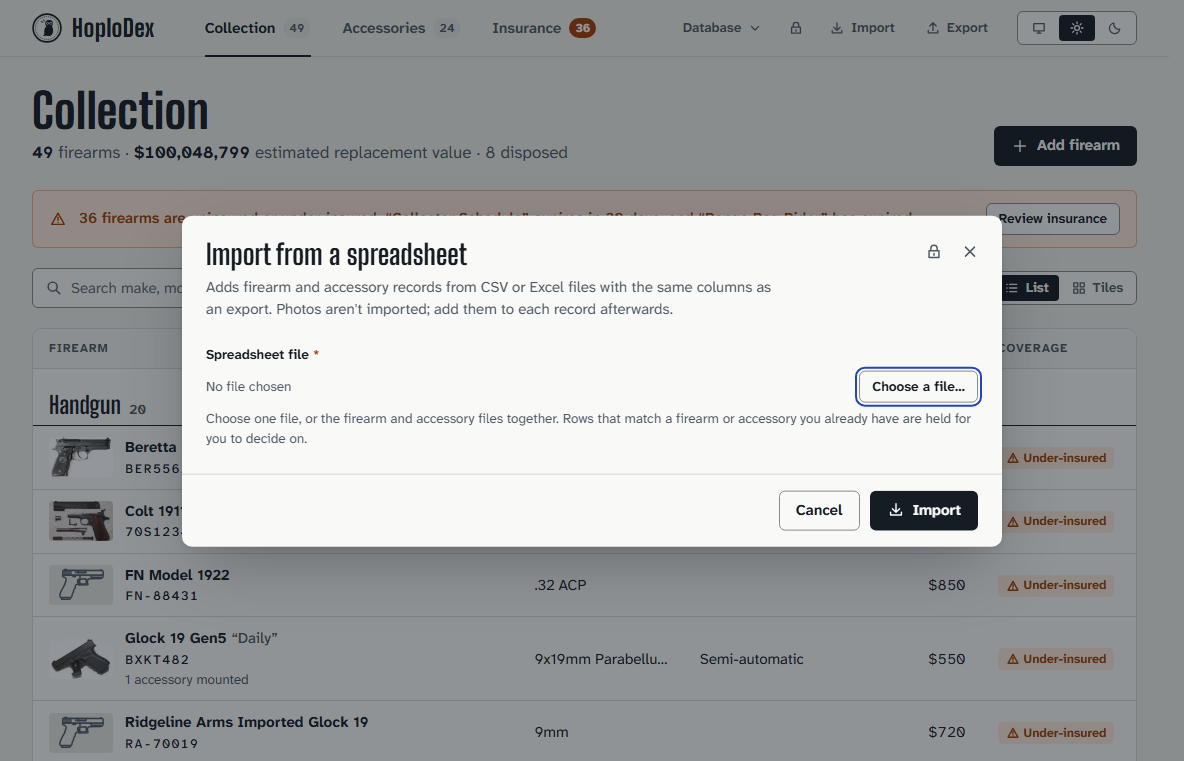 HoploDex
Collection 49
Accessories 24
Insurance 36
Database
Import
Export
Collection
49 firearms · $100,048,799 estimated replacement value · 8 disposed
Add firearm
36 firearms are
Review insurance
Search make, mo
List
Tiles
FIREARM
COVERAGE
Import from a spreadsheet
Adds firearm and accessory records from CSV or Excel files with the same columns as
an export. Photos aren't imported; add them to each record afterwards.
Spreadsheet file *
No file chosen
Choose a file...
Choose one file, or the firearm and accessory files together. Rows that match a firearm or accessory you already have are held for
you to decide on.
Cancel
Import
Handgun 20
Beretta
BER556
Under-insured
Colt 191
70S123
Under-insured
FN Model 1922
FN-88431
.32 ACP
$850
Under-insured
Glock 19 Gen5 “Daily”
BXKT482
1 accessory mounted
9x19mm Parabellu...
Semi-automatic
$550
Under-insured
Ridgeline Arms Imported Glock 19
RA-70019
9mm
$720
Under-insured